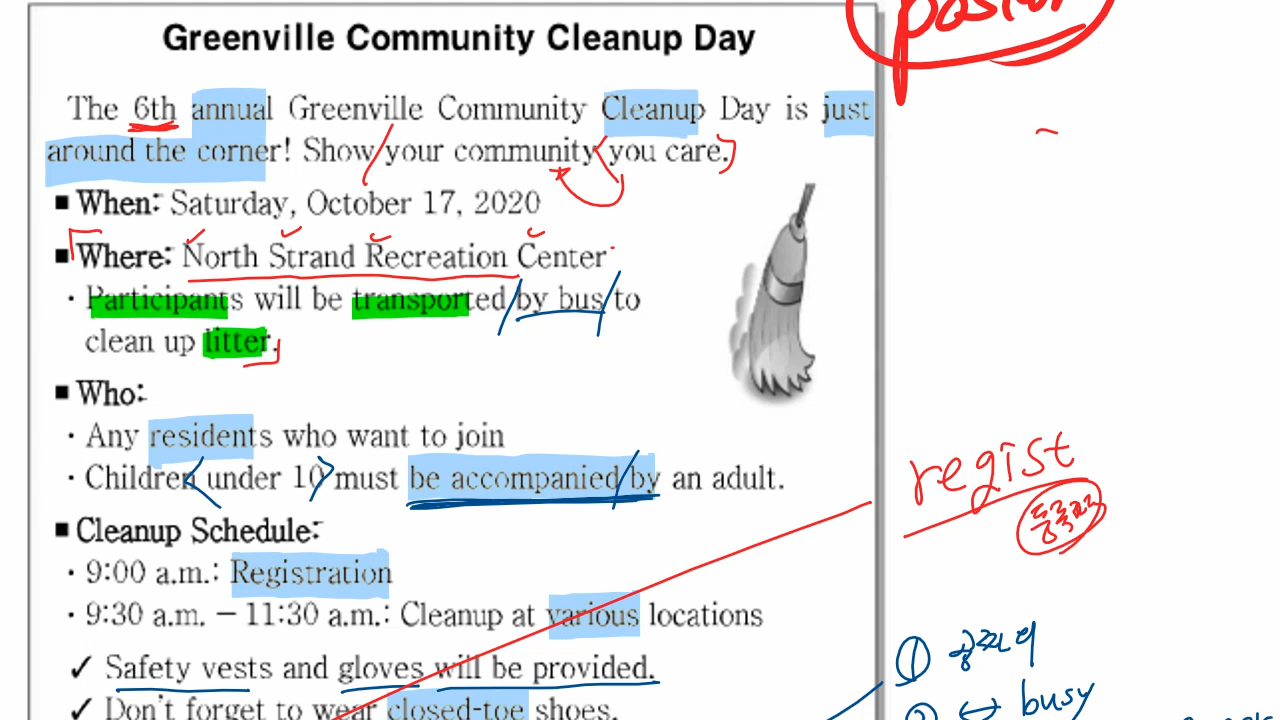 Greenville Community Cleanup Day
The 6th annual Greenville Community Cleanup Day is just
around the corner! Show your community you care.
■ When: Saturday, October 17, 2020
■ Where: North Strand Recreation Center
· Participants will be transported by bus to
clean up litter.
■ Who:
· Any residents who want to join
· Children under 10 must be accompanied by an adult.
regist
■ Cleanup Schedule:
· 9:00 a.m.: Registration
· 9:30 a.m. – 11:30 a.m.: Cleanup at various locations
✓ Safety vests and gloves will be provided.
①
✓ Don't forget to wear closed-toe shoes.
② ↔ busy